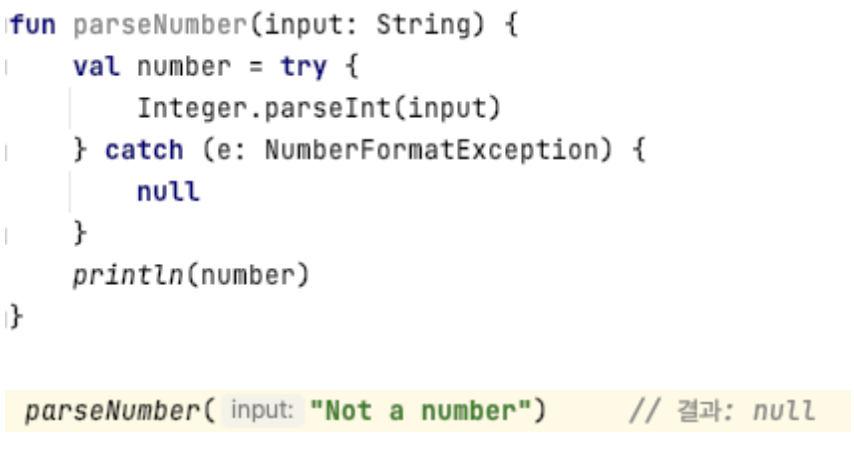 fun parseNumber(input: String) {
    val number = try {
        Integer.parseInt(input)
    } catch (e: NumberFormatException) {
        null
    }
    println(number)
}
parseNumber( input: "Not a number")     // 결과: null